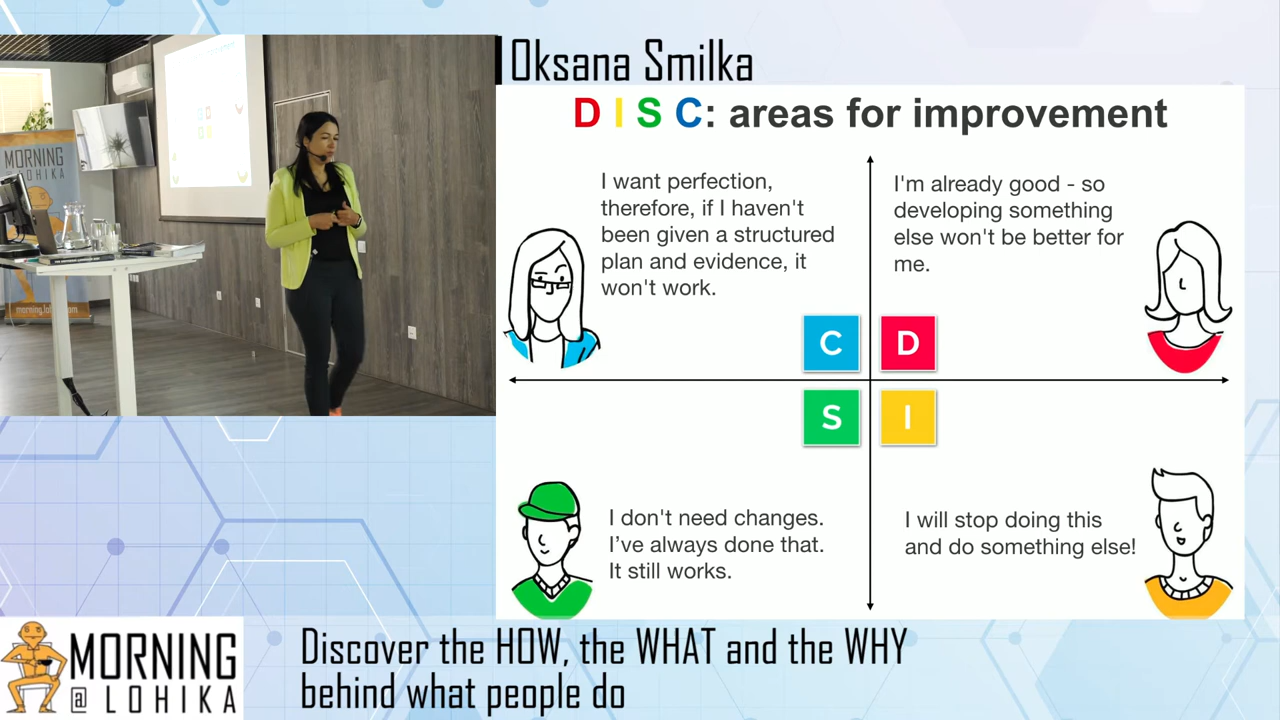 Oksana Smilka
D I S C: areas for improvement
I want perfection,
therefore, if I haven't
been given a structured
plan and evidence, it
won't work.
I'm already good - so
developing something
else won't be better for
me.
C
D
S
I
I don't need changes.
I've always done that.
It still works.
I will stop doing this
and do something else!
MORNING
@ LOHIKA
Discover the HOW, the WHAT and the WHY
behind what people do
MORNING